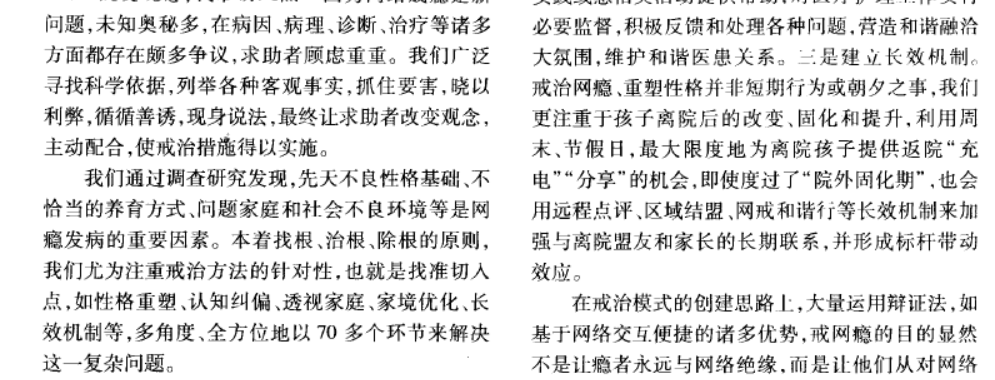 问题,未知奥秘多,在病因、病理、诊断、治疗等诸多
方面都存在颇多争议,求助者顾虑重重。我们广泛
寻找科学依据,列举各种客观事实,抓住要害,晓以
利弊,循循善诱,现身说法,最终让求助者改变观念,
主动配合,使戒治措施得以实施。
我们通过调查研究发现,先天不良性格基础、不
恰当的养育方式、问题家庭和社会不良环境等是网
瘾发病的重要因素。本着找根、治根、除根的原则,
我们尤为注重戒治方法的针对性,也就是找准切入
点,如性格重塑、认知纠偏、透视家庭、家境优化、长
效机制等,多角度、全方位地以 70 多个环节来解决
这一复杂问题。
必要监督,积极反馈和处理各种问题,营造和谐融洽
大氛围,维护和谐医患关系。三是建立长效机制。
戒治网瘾、重塑性格并非短期行为或朝夕之事,我们
更注重于孩子离院后的改变、固化和提升,利用周
末、节假日,最大限度地为离院孩子提供返院“充
电”“分享”的机会,即使度过了“院外固化期”,也会
用远程点评、区域结盟、网戒和谐行等长效机制来加
强与离院盟友和家长的长期联系,并形成标杆带动
效应。
在戒治模式的创建思路上,大量运用辩证法,如
基于网络交互便捷的诸多优势,戒网瘾的目的显然
不是让瘾者永远与网络绝缘,而是让他们从对网络